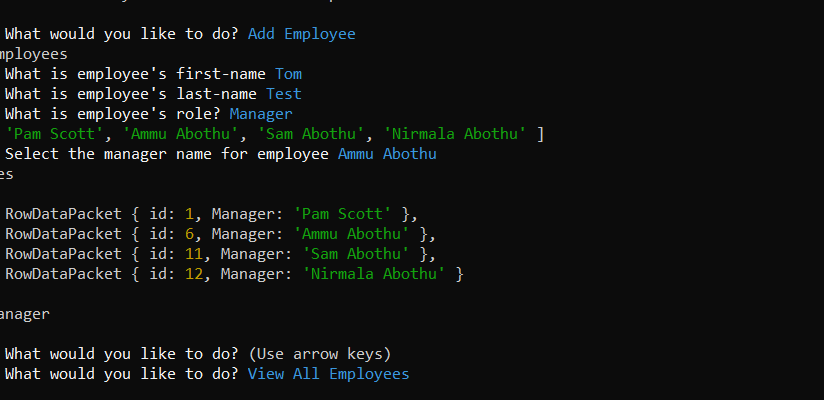 What would you like to do? Add Employee
mployees
What is employee's first-name Tom
What is employee's last-name Test
What is employee's role? Manager
'Pam Scott', 'Ammu Abothu', 'Sam Abothu', 'Nirmala Abothu' ]
Select the manager name for employee Ammu Abothu
es
RowDataPacket { id: 1, Manager: 'Pam Scott' },
RowDataPacket { id: 6, Manager: 'Ammu Abothu' },
RowDataPacket { id: 11, Manager: 'Sam Abothu' },
RowDataPacket { id: 12, Manager: 'Nirmala Abothu' }
anager
What would you like to do? (Use arrow keys)
What would you like to do? View All Employees